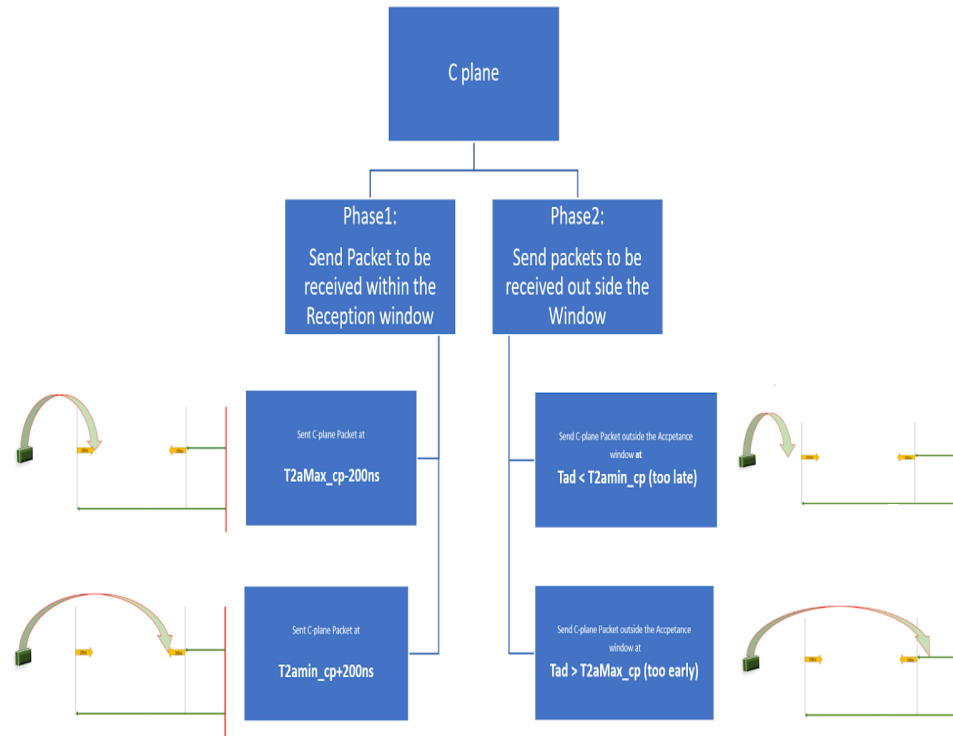 C plane
Phase1:
Send Packet to be
received within the
Reception window
Phase2:
Send packets to be
received out side the
Window
Sent C-plane Packet at
T2aMax_cp-200ns
Send C-plane Packet outside the Accpetance
window at
Tad < T2amin_cp (too late)
Sent C-plane Packet at
T2amin_cp+200ns
Send C-plane Packet outside the Accpetance
window at
Tad > T2aMax_cp (too early)